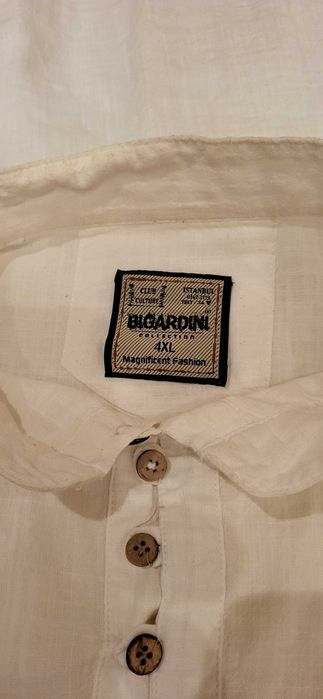 CLUB
CULTURE
ISTANBUL
BIGARDINI
COLLECTION
4XL
Magnificent Fashion